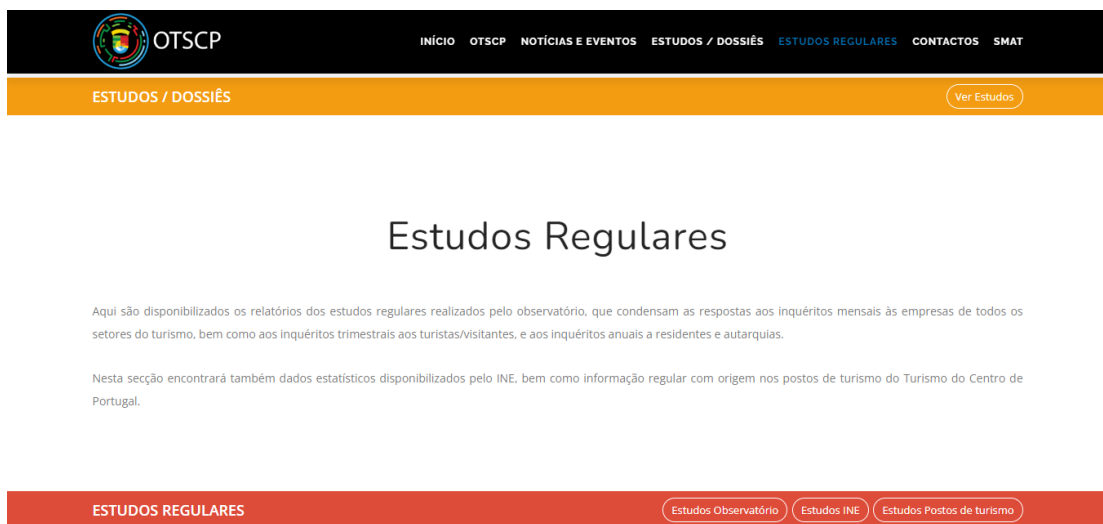 OTSCP
INÍCIO OTSCP NOTÍCIAS E EVENTOS ESTUDOS / DOSSIÊS ESTUDOS REGULARES CONTACTOS SMAT
ESTUDOS / DOSSIÊS
Ver Estudos
Estudos Regulares
Aqui são disponibilizados os relatórios dos estudos regulares realizados pelo observatório, que condensam as respostas aos inquéritos mensais às empresas de todos os
setores do turismo, bem como aos inquéritos trimestrais aos turistas/visitantes, e aos inquéritos anuais a residentes e autarquias.
Nesta secção encontrará também dados estatísticos disponibilizados pelo INE, bem como informação regular com origem nos postos de turismo do Turismo do Centro de
Portugal.
ESTUDOS REGULARES
Estudos Observatório Estudos INE Estudos Postos de turismo